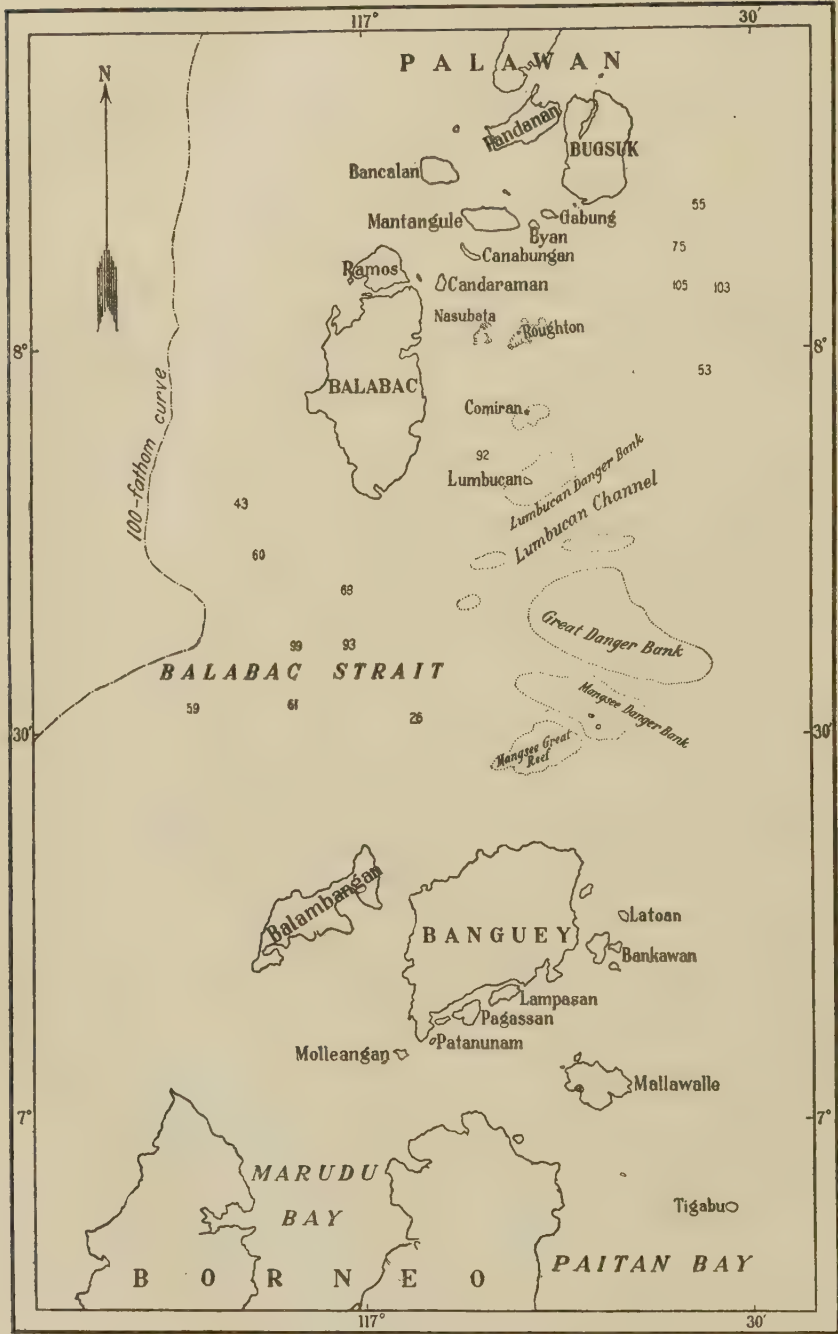 117°
30′
N
PALAWAN
Pandanan
BUGSUK
Bancalan
55
Mantangule
Gabung
Byan
75
Canabungan
Ramos
Candaraman
105
103
Nasubata
Roughton
8°
8°
53
BALABAC
Comiran
100-fathom curve
92
Lumbucan
Lumbucan Danger Bank
Lumbucan Channel
43
60
68
Great Danger Bank
99
93
BALABAC STRAIT
Mangsee Danger Bank
59
61
26
30′
30′
Mangsee Great
Reef
Balambangan
Latoan
BANGUEY
Bankawan
Lampasan
Pagassan
Patanunam
Molleangan
Mallawalle
7°
7°
MARUDU
BAY
Tigabu
PAITAN BAY
BORNEO
117°
30′